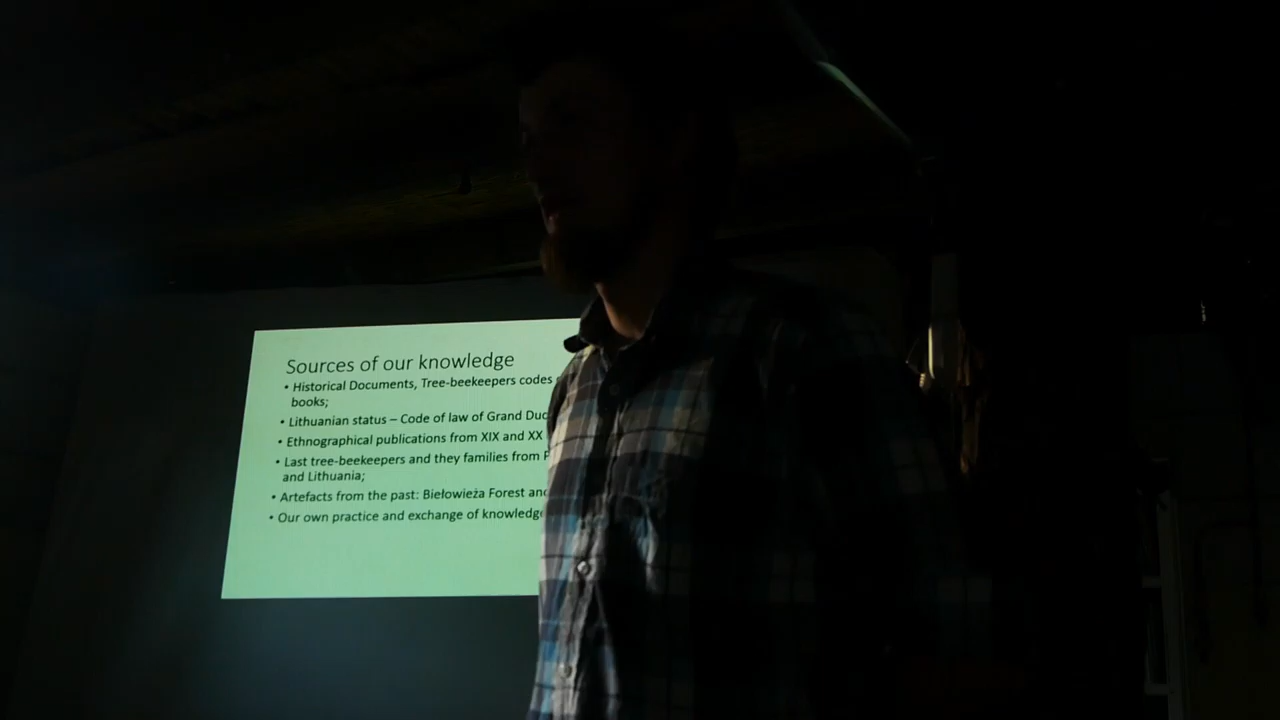 Sources of our knowledge
• Historical Documents, Tree-beekeepers codes
books;
• Lithuanian status – Code of law of Grand
• Ethnographical publications from XIX and XX
• Last tree-beekeepers and they families from
and Lithuania;
• Artefacts from the past: Biełowieża Forest and
• Our own practice and exchange of knowledge